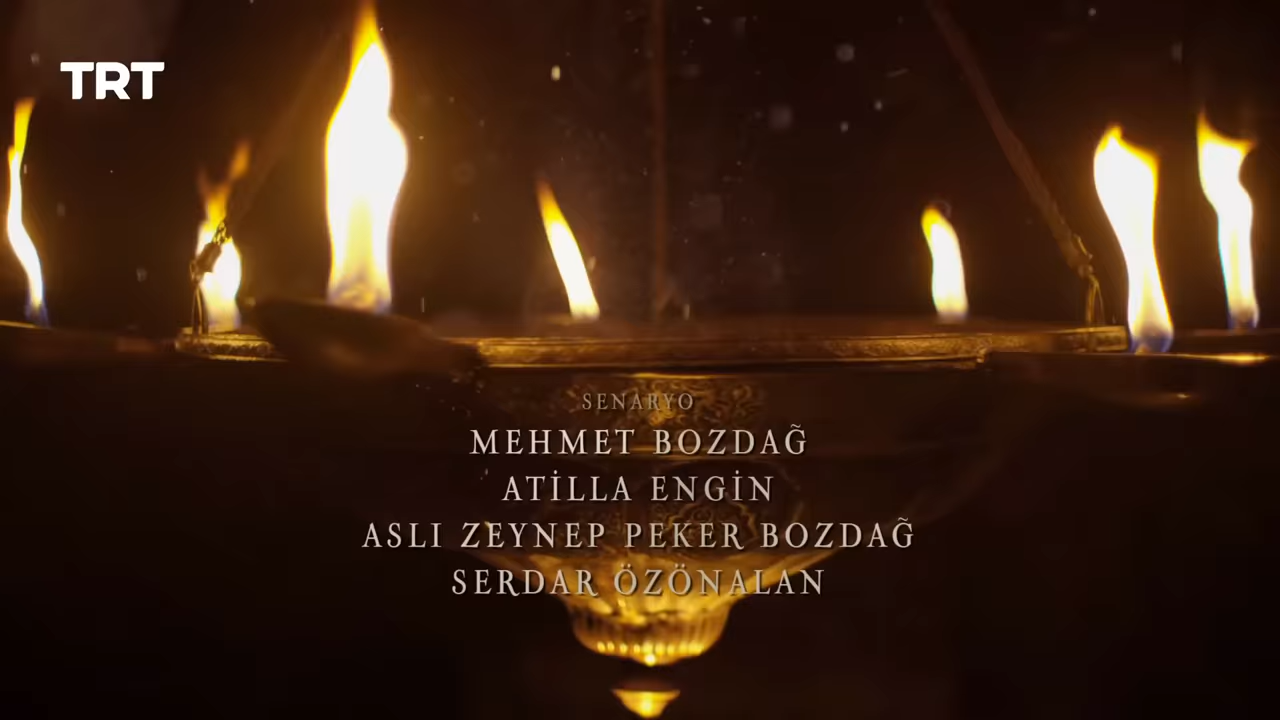 TRT
SENARYO
MEHMET BOZDAĞ
ATİLLA ENGİN
ASLI ZEYNEP PEKER BOZDAĞ
SERDAR ÖZÖNALAN